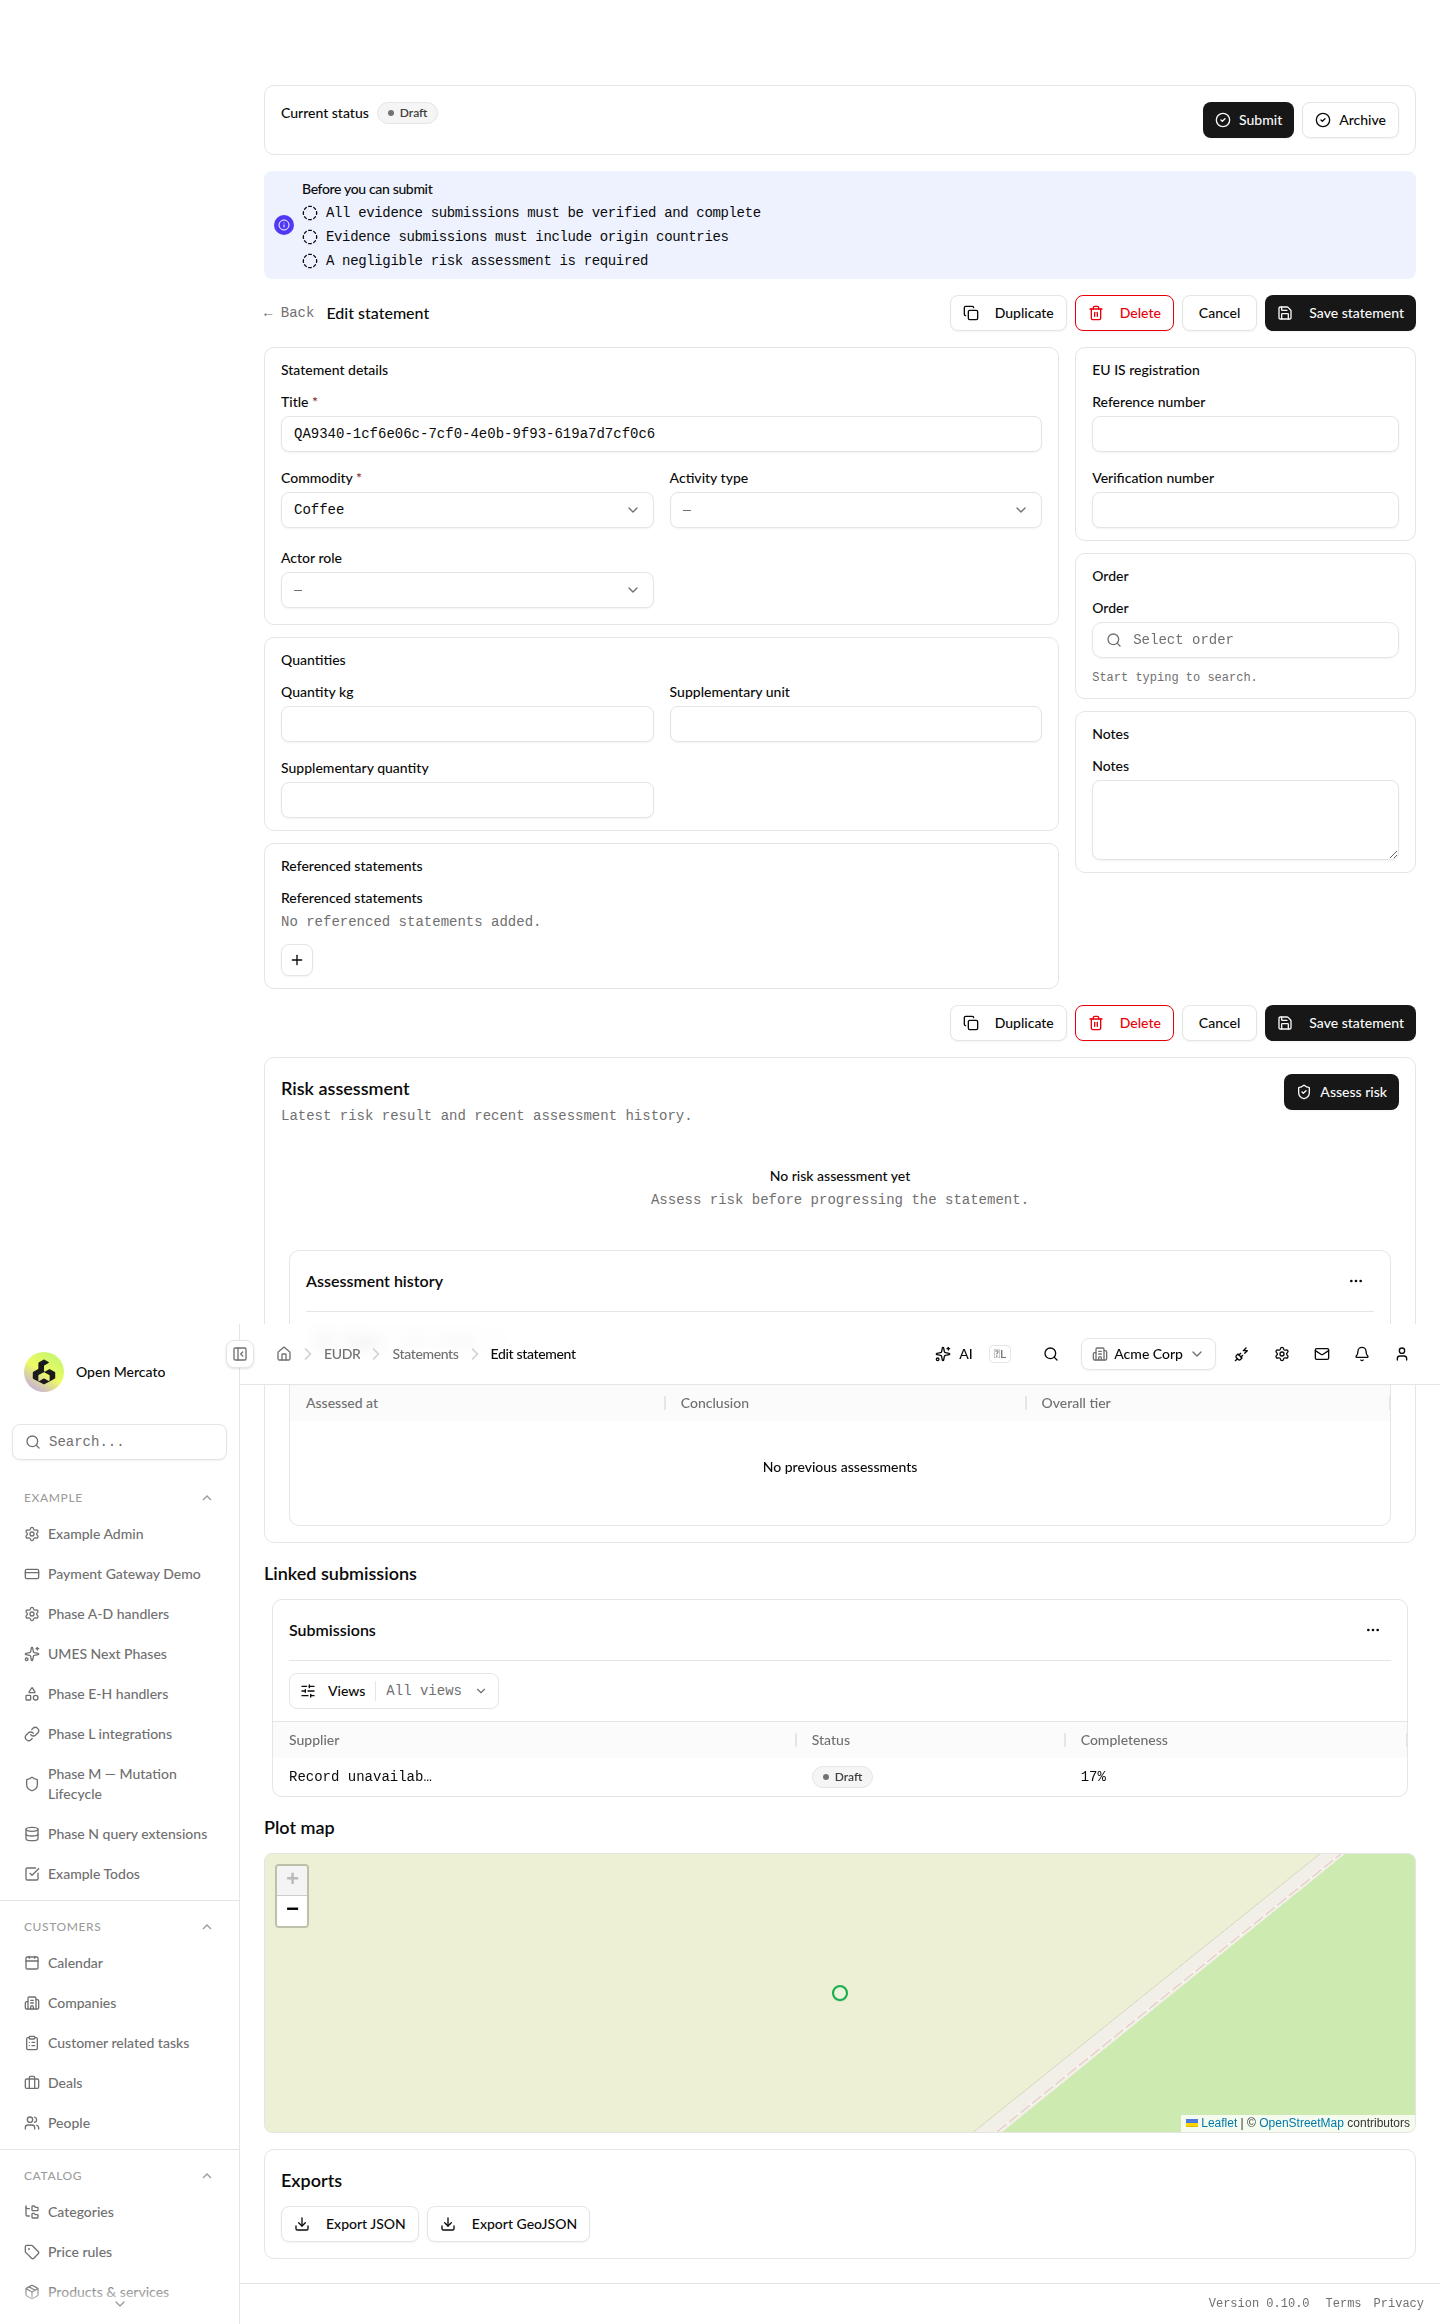 Current status
Draft
Submit
Archive
Before you can submit
All evidence submissions must be verified and complete
Evidence submissions must include origin countries
A negligible risk assessment is required
← Back
Edit statement
Duplicate
Delete
Cancel
Save statement
Statement details
Title *
QA9340-1cf6e06c-7cf0-4e0b-9f93-619a7d7cf0c6
Commodity *
Activity type
Coffee
—
Actor role
—
Quantities
Quantity kg
Supplementary unit
Supplementary quantity
Referenced statements
Referenced statements
No referenced statements added.
EU IS registration
Reference number
Verification number
Order
Order
Select order
Start typing to search.
Notes
Notes
Duplicate
Delete
Cancel
Save statement
Risk assessment
Assess risk
Latest risk result and recent assessment history.
No risk assessment yet
Assess risk before progressing the statement.
Assessment history
Open Mercato
EUDR
Statements
Edit statement
AI
Acme Corp
Assessed at
Conclusion
Overall tier
No previous assessments
Search...
EXAMPLE
Example Admin
Payment Gateway Demo
Phase A-D handlers
UMES Next Phases
Phase E-H handlers
Phase L integrations
Phase M — Mutation
Lifecycle
Phase N query extensions
Example Todos
CUSTOMERS
Calendar
Companies
Customer related tasks
Deals
People
CATALOG
Categories
Price rules
Products & services
Linked submissions
Submissions
Views
All views
Supplier
Status
Completeness
Record unavailab…
Draft
17%
Plot map
+
−
Leaflet | © OpenStreetMap contributors
Exports
Export JSON
Export GeoJSON
Version 0.10.0
Terms
Privacy